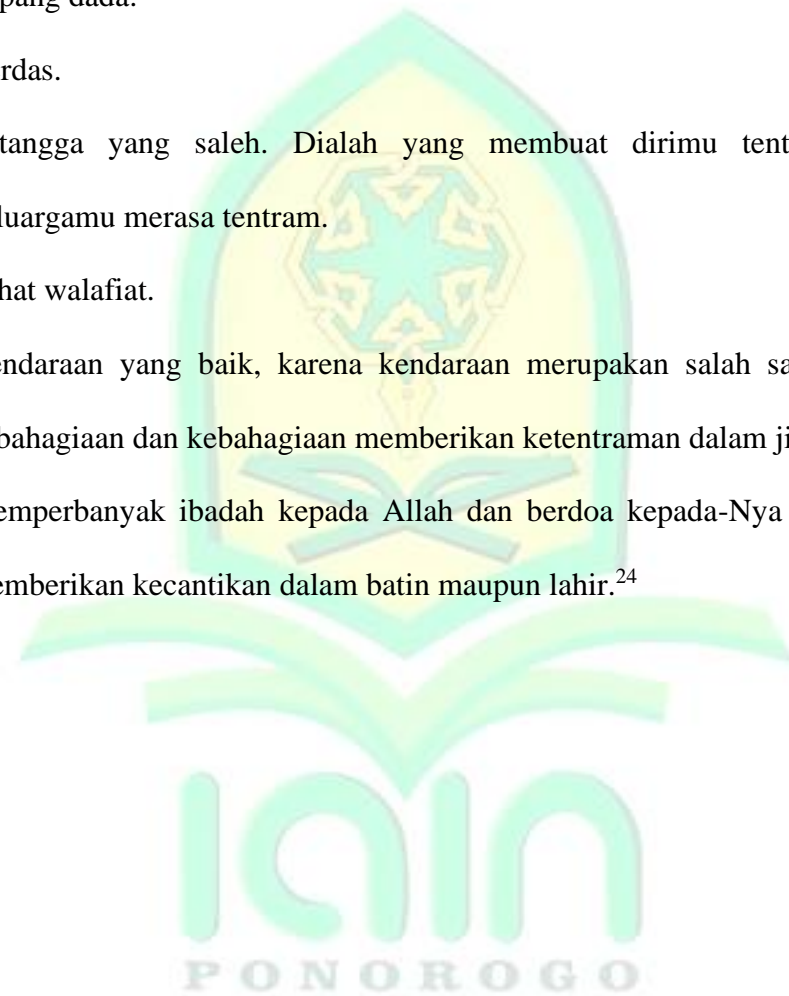 pang dada.
rdas.
tangga yang saleh. Dialah yang membuat dirimu tent
luargamu merasa tentram.
hat walafiat.
endaraan yang baik, karena kendaraan merupakan salah sa
bahagiaan dan kebahagiaan memberikan ketentraman dalam ji
emperbanyak ibadah kepada Allah dan berdoa kepada-Nya
emberikan kecantikan dalam batin maupun lahir.24
iain
PONOROGO